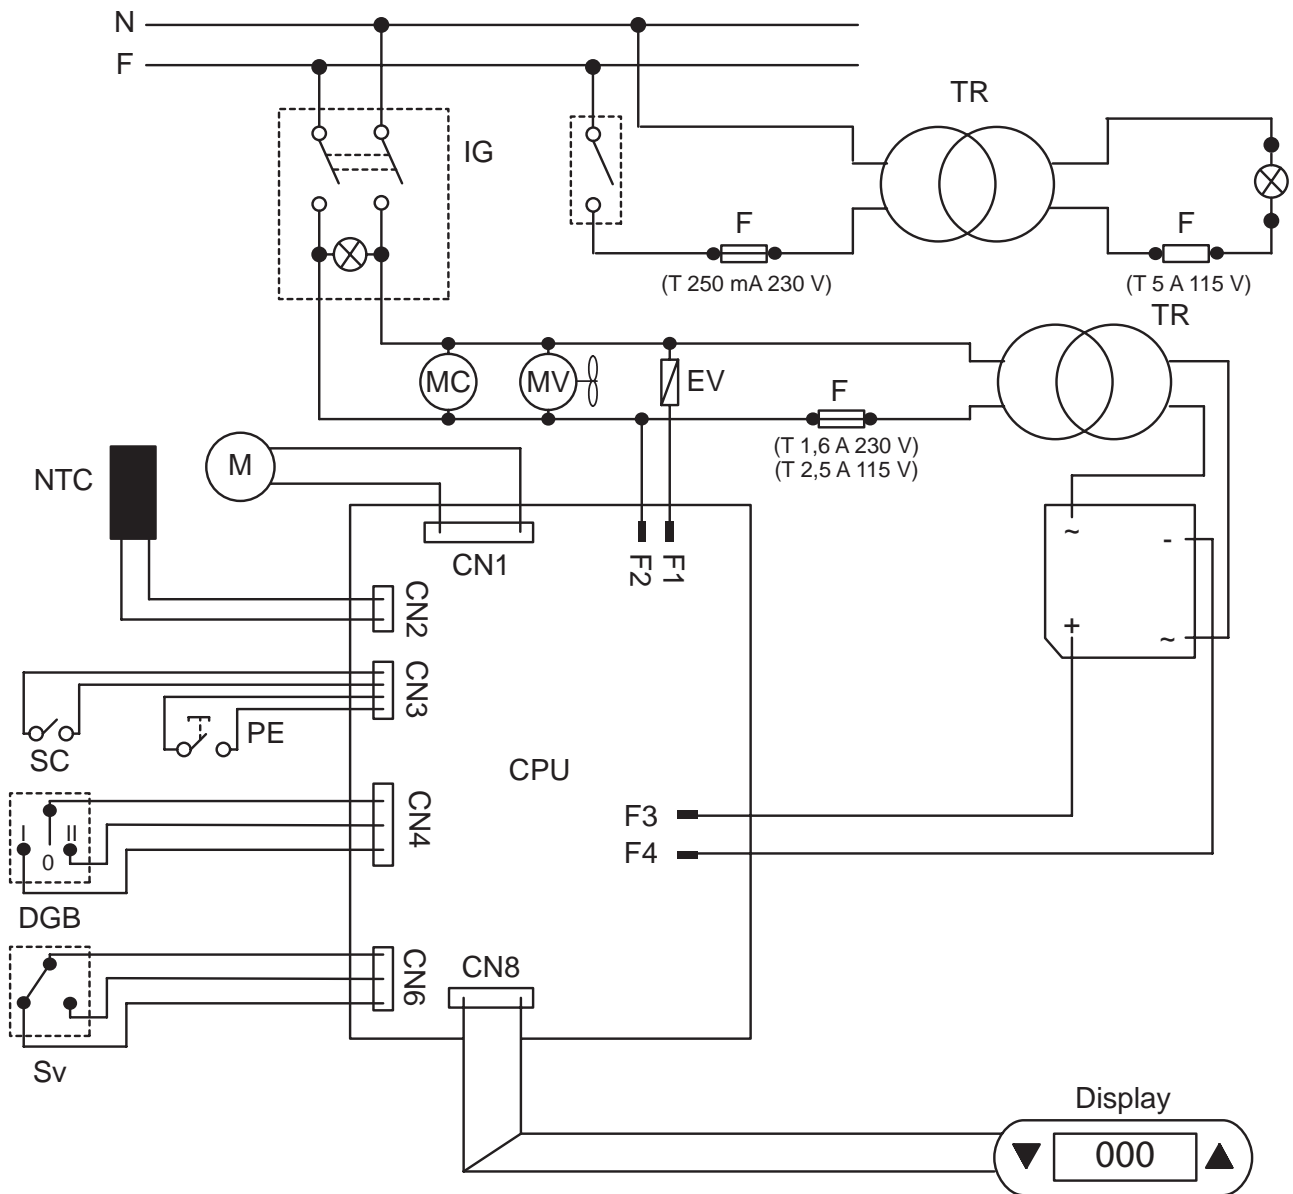 N
F
TR
IG
F
(T 250 mA 230 V)
F
(T 5 A 115 V)
TR
MC
MV
EV
F
(T 1,6 A 230 V)
(T 2,5 A 115 V)
NTC
M
CN1
F2
F1
~
-
+
~
CN2
CN3
SC
PE
CPU
CN4
I
II
0
DGB
F3
F4
CN6
CN8
Sv
Display
000